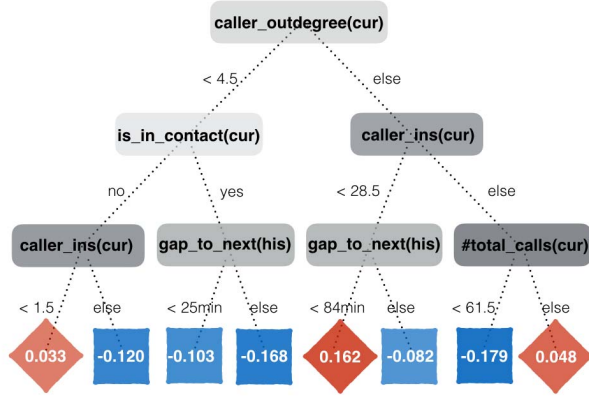 caller_outdegree(cur)
< 4.5 else
is_in_contact(cur) caller_ins(cur)
no yes < 28.5 else
caller_ins(cur) gap_to_next(his) gap_to_next(his) #total_calls(cur)
< 1.5 else < 25min else < 84min else < 61.5 else
0.033 -0.120 -0.103 -0.168 0.162 -0.082 -0.179 0.048